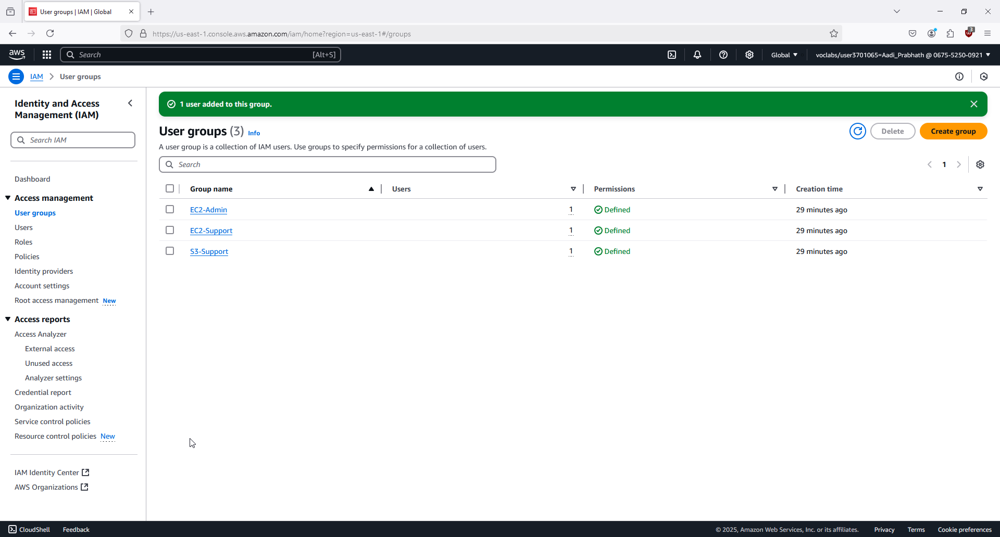 User groups | IAM | Global
https://us-east-1.console.aws.amazon.com/iam/home?region=us-east-1#/groups
3
aws
Search
[Alt+S]
Global
voclabs/user3701065=Aadi_Prabhath @ 0675-5250-0921
IAM
User groups
Identity and Access Management (IAM)
Search IAM
Dashboard
Access management
User groups
Users
Roles
Policies
Identity providers
Account settings
Root access management New
Access reports
Access Analyzer
External access
Unused access
Analyzer settings
Credential report
Organization activity
Service control policies
Resource control policies New
IAM Identity Center
AWS Organizations
1 user added to this group.
User groups (3) Info
Delete
Create group
A user group is a collection of IAM users. Use groups to specify permissions for a collection of users.
Search
1
Group name Users Permissions Creation time
EC2-Admin 1 Defined 29 minutes ago
EC2-Support 1 Defined 29 minutes ago
S3-Support 1 Defined 29 minutes ago
CloudShell Feedback
© 2025, Amazon Web Services, Inc. or its affiliates. Privacy Terms Cookie preferences